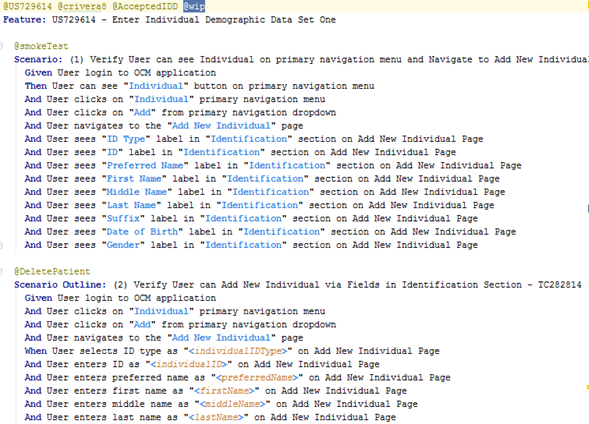 @US729614 @crivera8 @AcceptedIDD @wip
Feature: US729614 - Enter Individual Demographic Data Set One
@smokeTest
Scenario: (1) Verify User can see Individual on primary navigation menu and Navigate to Add New Individua
Given User login to OCM application
Then User can see "Individual" button on primary navigation menu
And User clicks on "Individual" primary navigation menu
And User clicks on "Add" from primary navigation dropdown
And User navigates to the "Add New Individual" page
And User sees "ID Type" label in "Identification" section on Add New Individual Page
And User sees "ID" label in "Identification" section on Add New Individual Page
And User sees "Preferred Name" label in "Identification" section on Add New Individual Page
And User sees "First Name" label in "Identification" section on Add New Individual Page
And User sees "Middle Name" label in "Identification" section on Add New Individual Page
And User sees "Last Name" label in "Identification" section on Add New Individual Page
And User sees "Suffix" label in "Identification" section on Add New Individual Page
And User sees "Date of Birth" label in "Identification" section on Add New Individual Page
And User sees "Gender" label in "Identification" section on Add New Individual Page
@DeletePatient
Scenario Outline: (2) Verify User can Add New Individual via Fields in Identification Section - TC282814
Given User login to OCM application
And User clicks on "Individual" primary navigation menu
And User clicks on "Add" from primary navigation dropdown
And User navigates to the "Add New Individual" page
When User selects ID type as "<individualIDType>" on Add New Individual Page
And User enters ID as "<individualID>" on Add New Individual Page
And User enters preferred name as "<preferredName>" on Add New Individual Page
And User enters first name as "<firstName>" on Add New Individual Page
And User enters middle name as "<middleName>" on Add New Individual Page
And User enters last name as "<lastName>" on Add New Individual Page